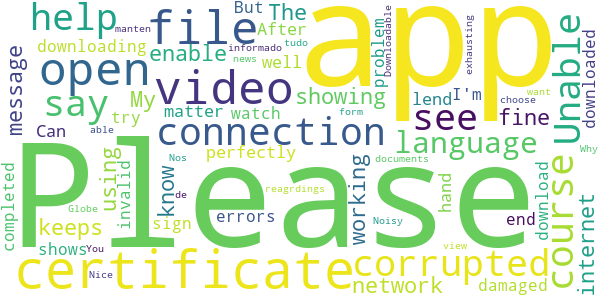 help
file
app
manten
But
The
After
downloading
enable
well
informado
tudo
news
problem
Downloadable
exhausting
open
video
showing
message
say
My
try
matter
watch
lend
I'm
choose
Unable
downloaded
Can
able
connection
see
fine
want
form
Please
language
course
Why
completed
using
invalid
know
perfectly
Nos
de
reagrdings
working
documents
hand
download
internet
Globe
keeps
sign
errors
Noisy
end
shows
You
Nice
certificate
corrupted
network
view
damaged